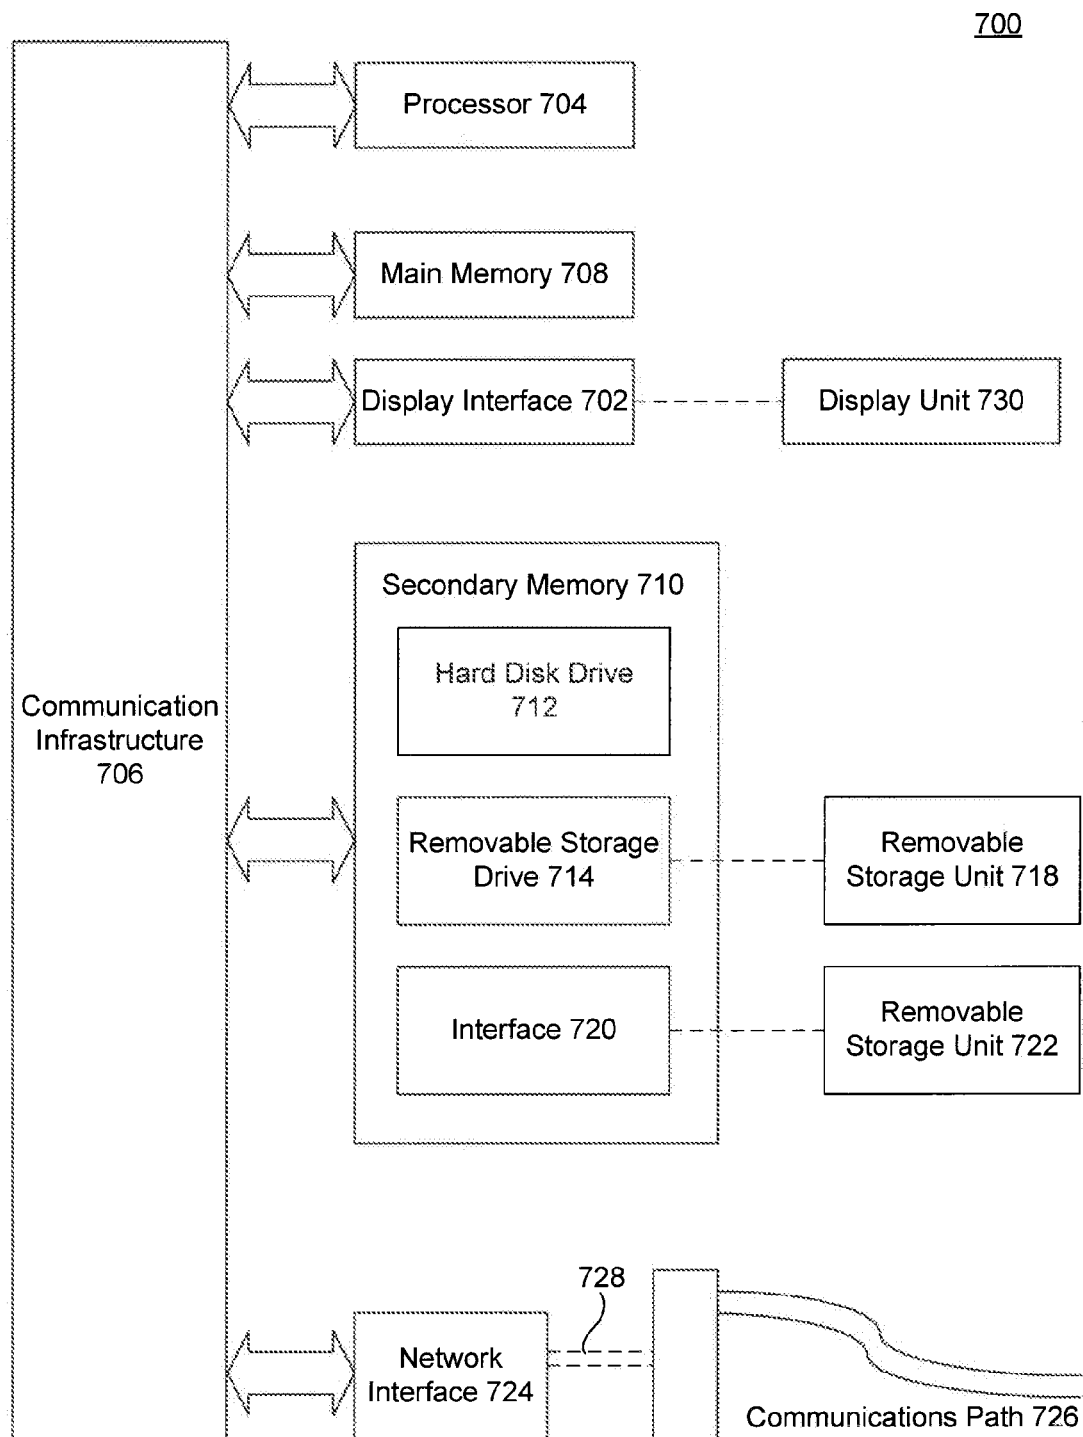 700
Processor 704
Main Memory 708
Display Interface 702
Display Unit 730
Secondary Memory 710
Hard Disk Drive
712
Communication
Infrastructure
706
Removable Storage
Drive 714
Removable
Storage Unit 718
Interface 720
Removable
Storage Unit 722
728
Network
Interface 724
Communications Path 726